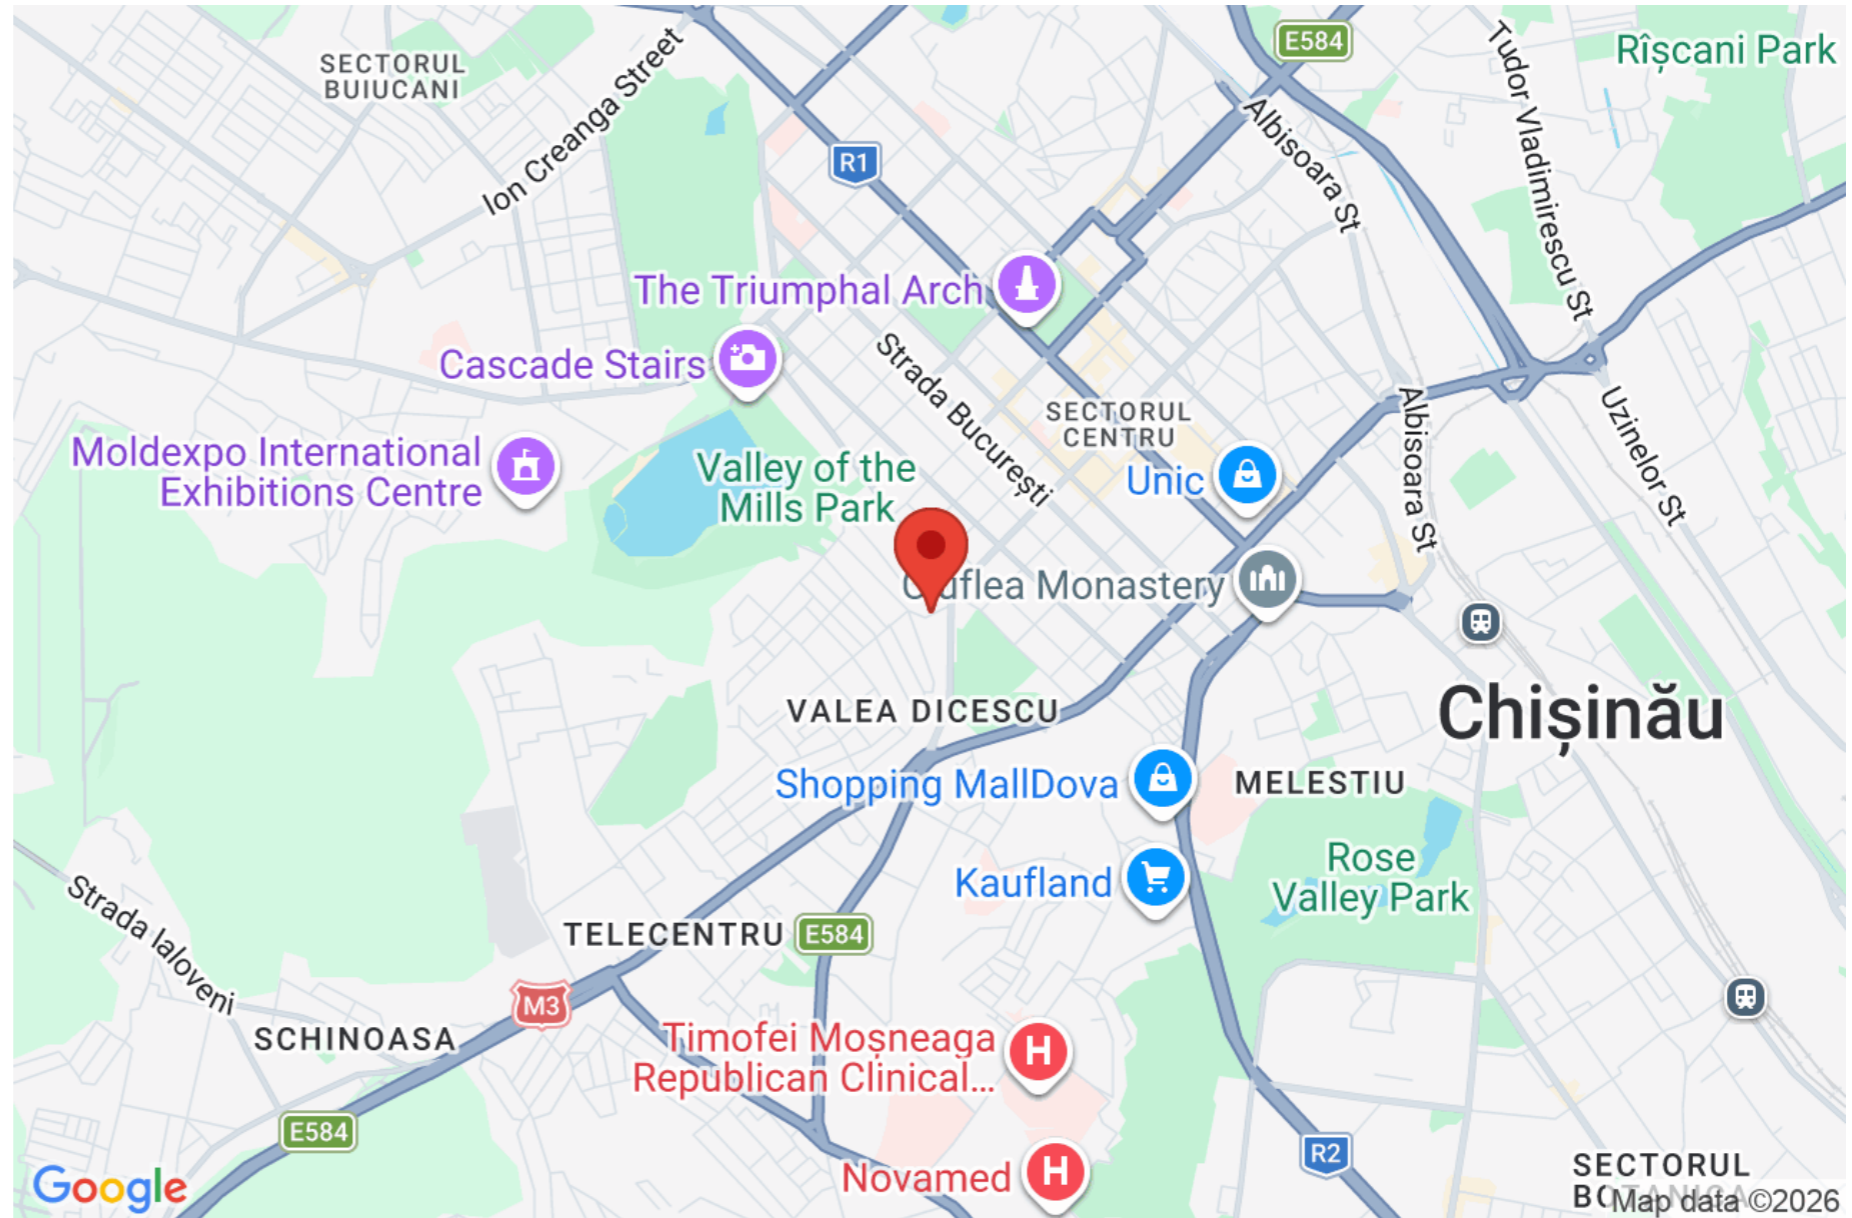 SECTORUL
BUIUCANI
Ion Creanga Street
E584
Tudor Vladimirescu St
Rîșcani Park
R1
Albisoara St
The Triumphal Arch
Cascade Stairs
Strada București
SECTORUL
CENTRU
Albisoara St
Uzinelor St
Moldexpo International
Exhibitions Centre
Valley of the
Mills Park
Unic
flea Monastery
VALEA DICESCU
Chișinău
Shopping MallDova
MELESTIU
Kaufland
Rose
Valley Park
Strada Ialoveni
TELECENTRU
E584
M3
SCHINOASA
Timofei Moșneaga
Republican Clinical...
E584
Novamed
R2
SECTORUL
Google
Map data ©2026